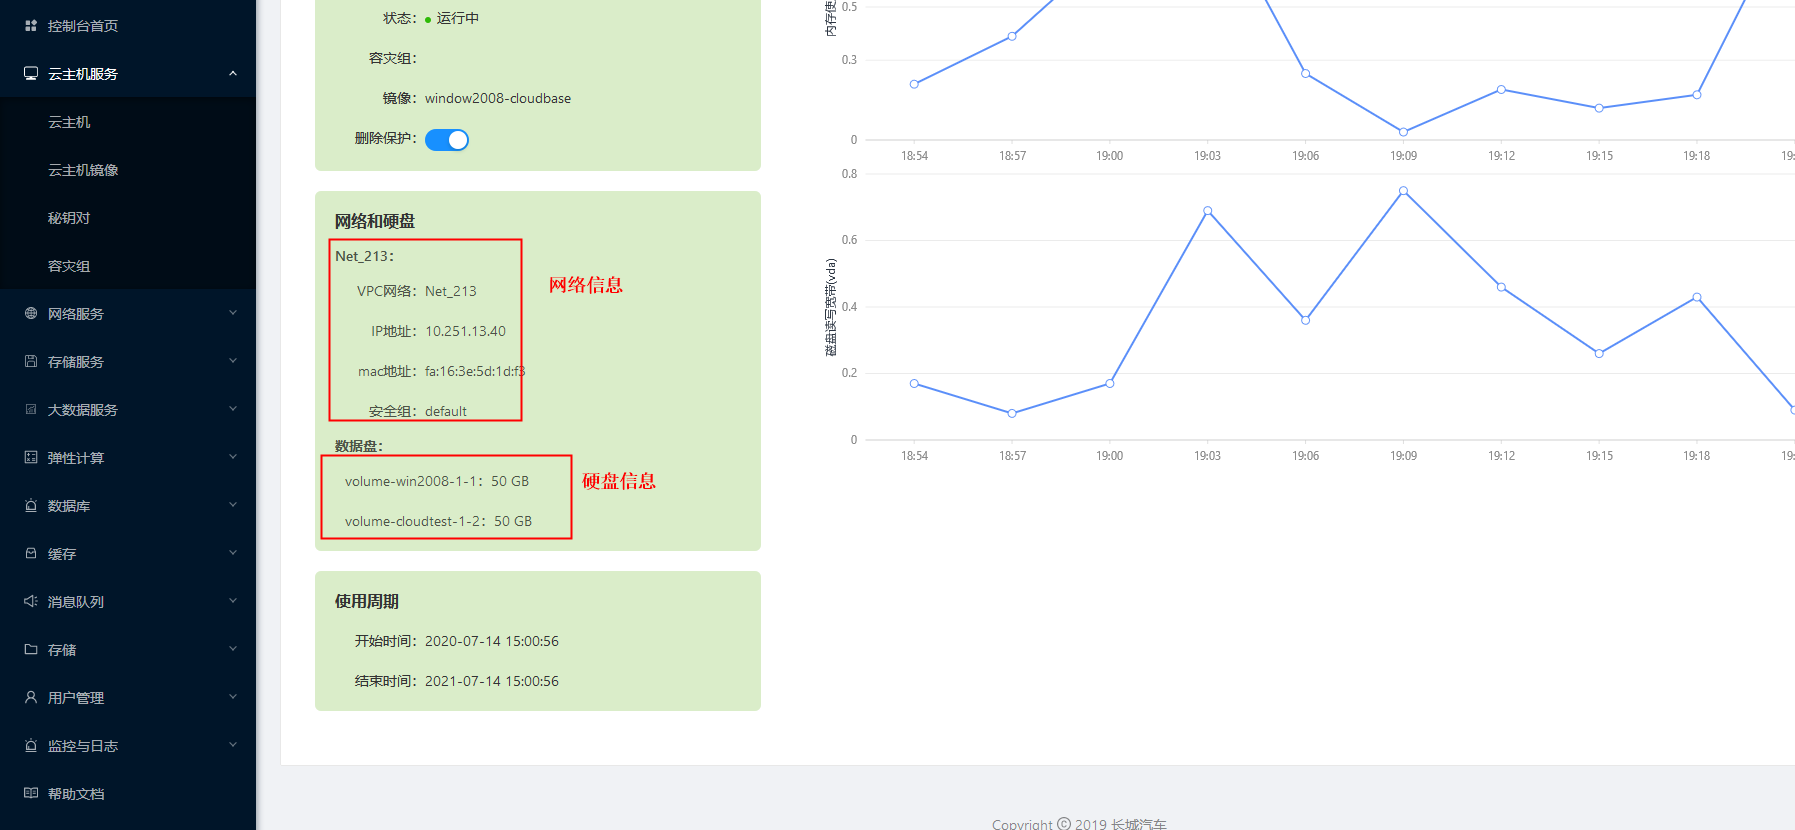 控制台首页
云主机服务
云主机
云主机镜像
秘钥对
容灾组
网络服务
存储服务
大数据服务
弹性计算
数据库
缓存
消息队列
存储
用户管理
监控与日志
帮助文档
状态：运行中
容灾组：
镜像：window2008-cloudbase
删除保护：
网络和硬盘
Net_213：
VPC网络：Net_213
IP地址：10.251.13.40
mac地址：fa:16:3e:5d:1d:f3
安全组：default
网络信息
数据盘：
volume-win2008-1-1：50 GB
volume-cloudtest-1-2：50 GB
硬盘信息
使用周期
开始时间：2020-07-14 15:00:56
结束时间：2021-07-14 15:00:56
内存使
0.5
0.3
0
18:54 18:57 19:00 19:03 19:06 19:09 19:12 19:15 19:18 19:
磁盘读写宽带(vda)
0.8
0.6
0.4
0.2
0
18:54 18:57 19:00 19:03 19:06 19:09 19:12 19:15 19:18 19:
Copyright © 2019 长城汽车